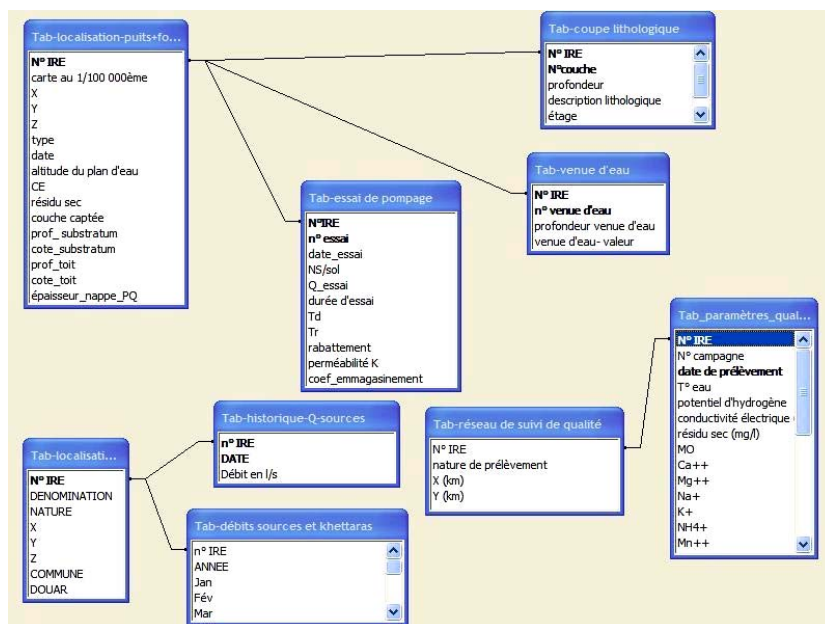 Tab-localisation-puits+fo...
N° IRE
carte au 1/100 000ème
X
Y
Z
type
date
altitude du plan d'eau
CE
résidu sec
couche captée
prof_ substratum
cote_substratum
prof_toit
cote_toit
épaisseur_nappe_PQ
Tab-coupe lithologique
N° IRE
N°couche
profondeur
description lithologique
étage
Tab-venue d'eau
N° IRE
n° venue d'eau
profondeur venue d'eau
venue d'eau- valeur
Tab-essai de pompage
N°IRE
n° essai
date_essai
NS/sol
Q_essai
durée d'essai
Td
Tr
rabattement
perméabilité K
coef_emmagasinement
Tab_paramètres_qual...
N° IRE
N° campagne
date de prélèvement
T° eau
potentiel d'hydrogène
conductivité électrique
résidu sec (mg/l)
MO
Ca++
Mg++
Na+
K+
NH4+
Mn++
Tab-historique-Q-sources
n° IRE
DATE
Débit en l/s
Tab-réseau de suivi de qualité
N° IRE
nature de prélèvement
X (km)
Y (km)
Tab-localisati...
N° IRE
DENOMINATION
NATURE
X
Y
Z
COMMUNE
DOUAR
Tab-débits sources et khettaras
n° IRE
ANNEE
Jan
Fév
Mar